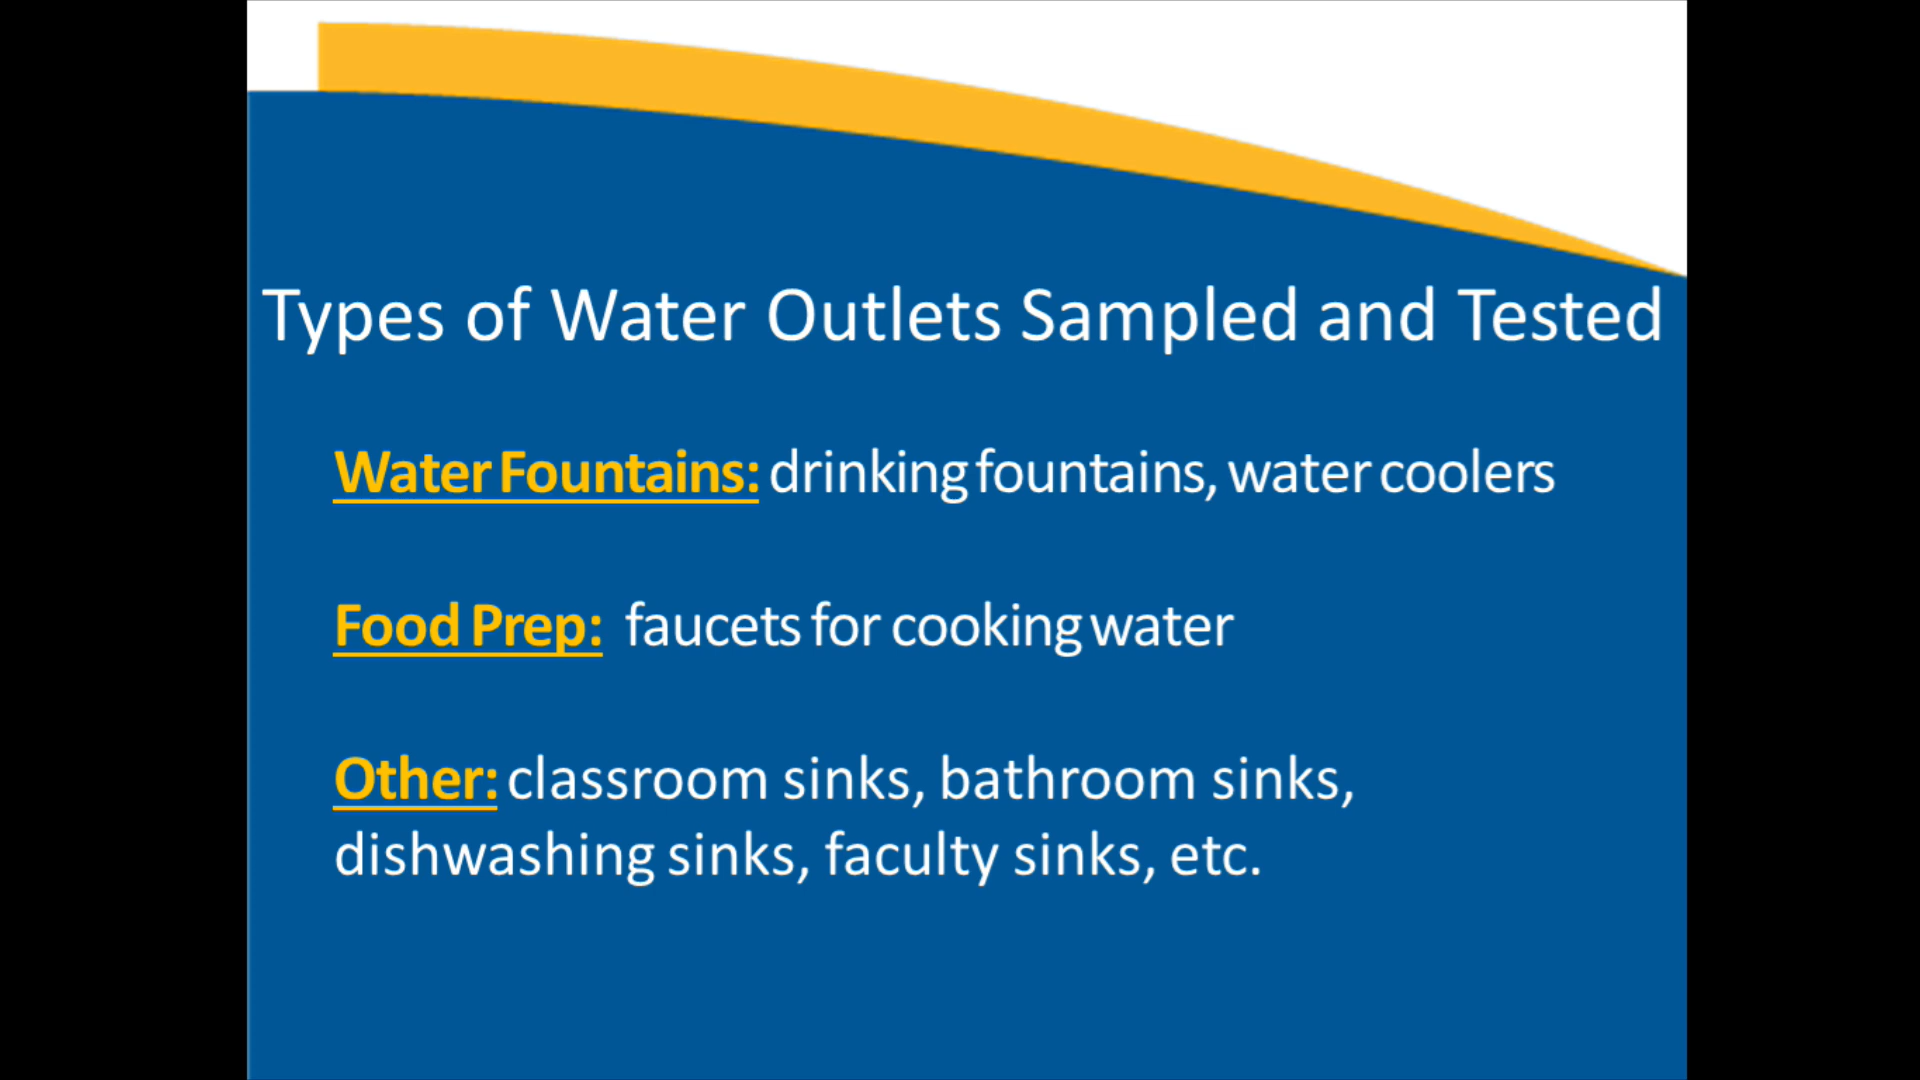 Types of Water Outlets Sampled and Tested
Water Fountains: drinking fountains, water coolers
Food Prep: faucets for cooking water
Other: classroom sinks, bathroom sinks,
dishwashing sinks, faculty sinks, etc.